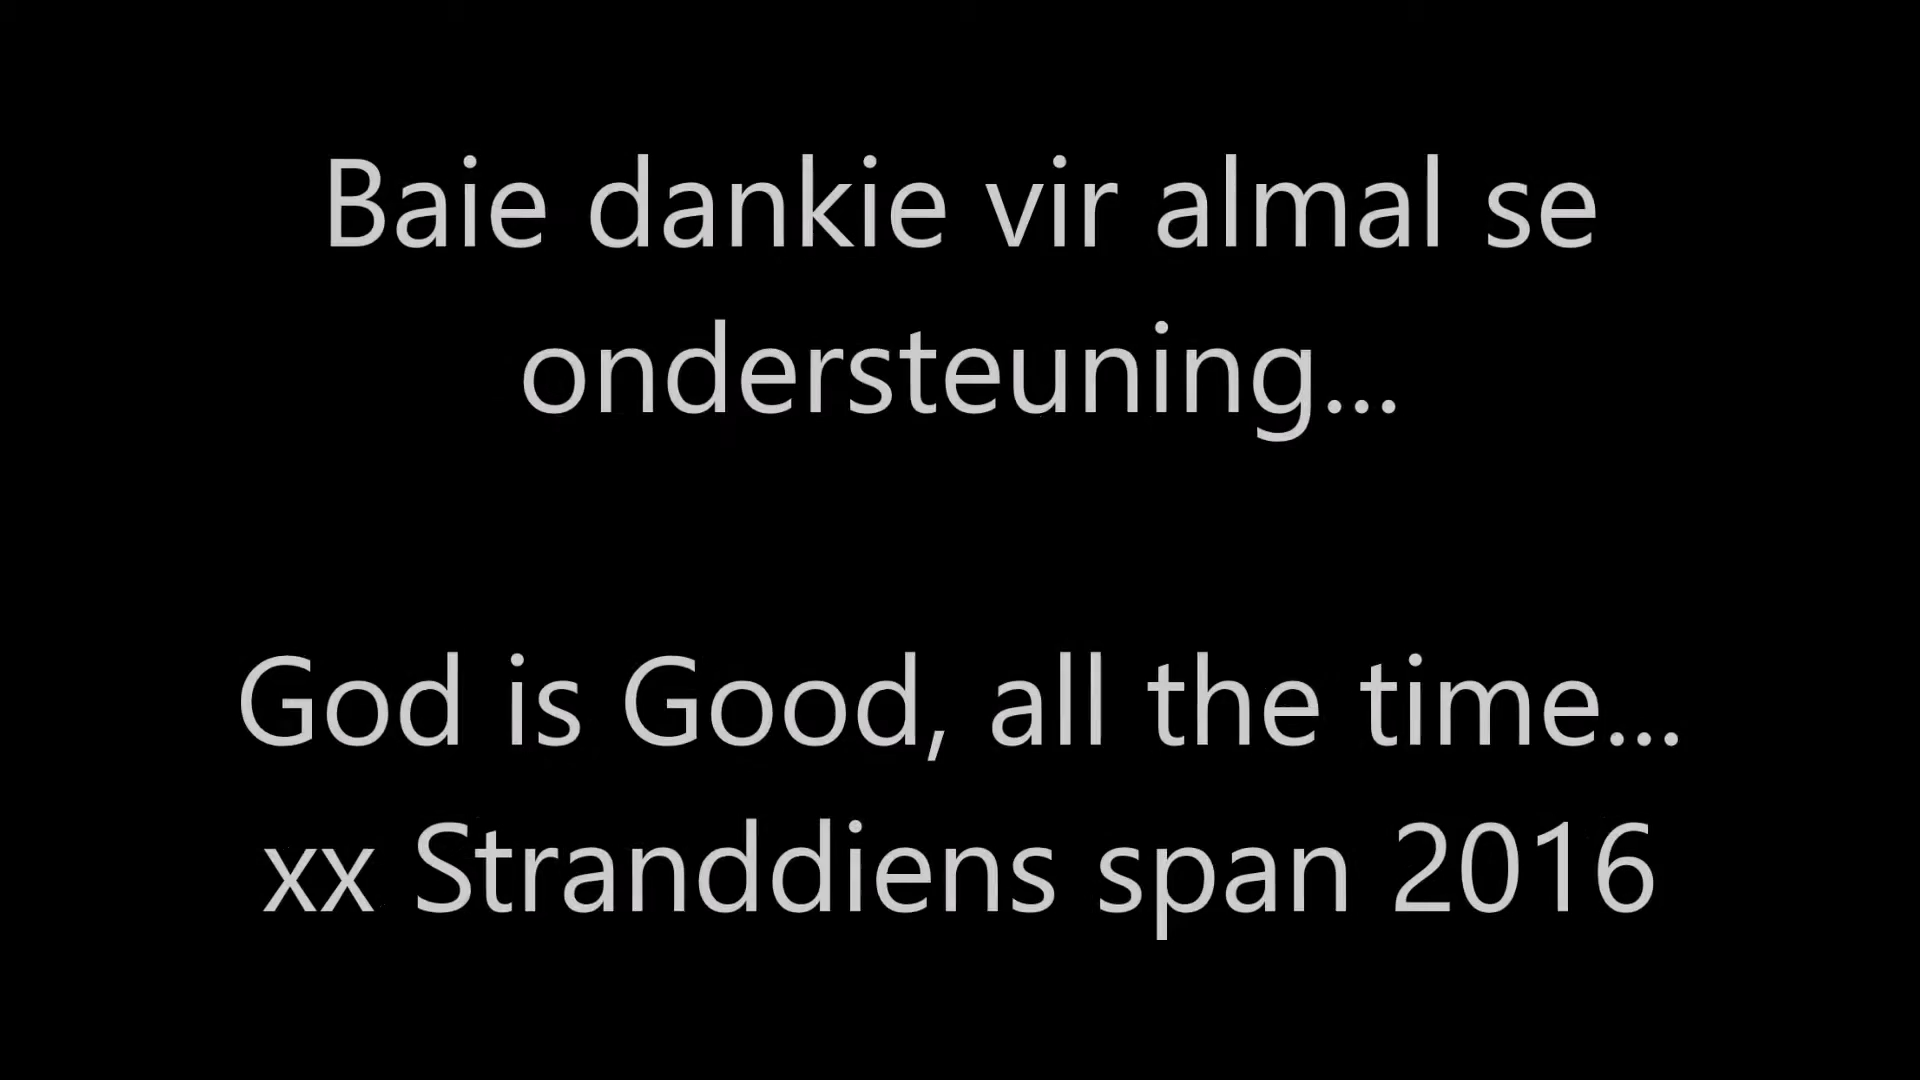 Baie dankie vir almal se
ondersteuning...
God is Good, all the time...
xx Stranddiens span 2016